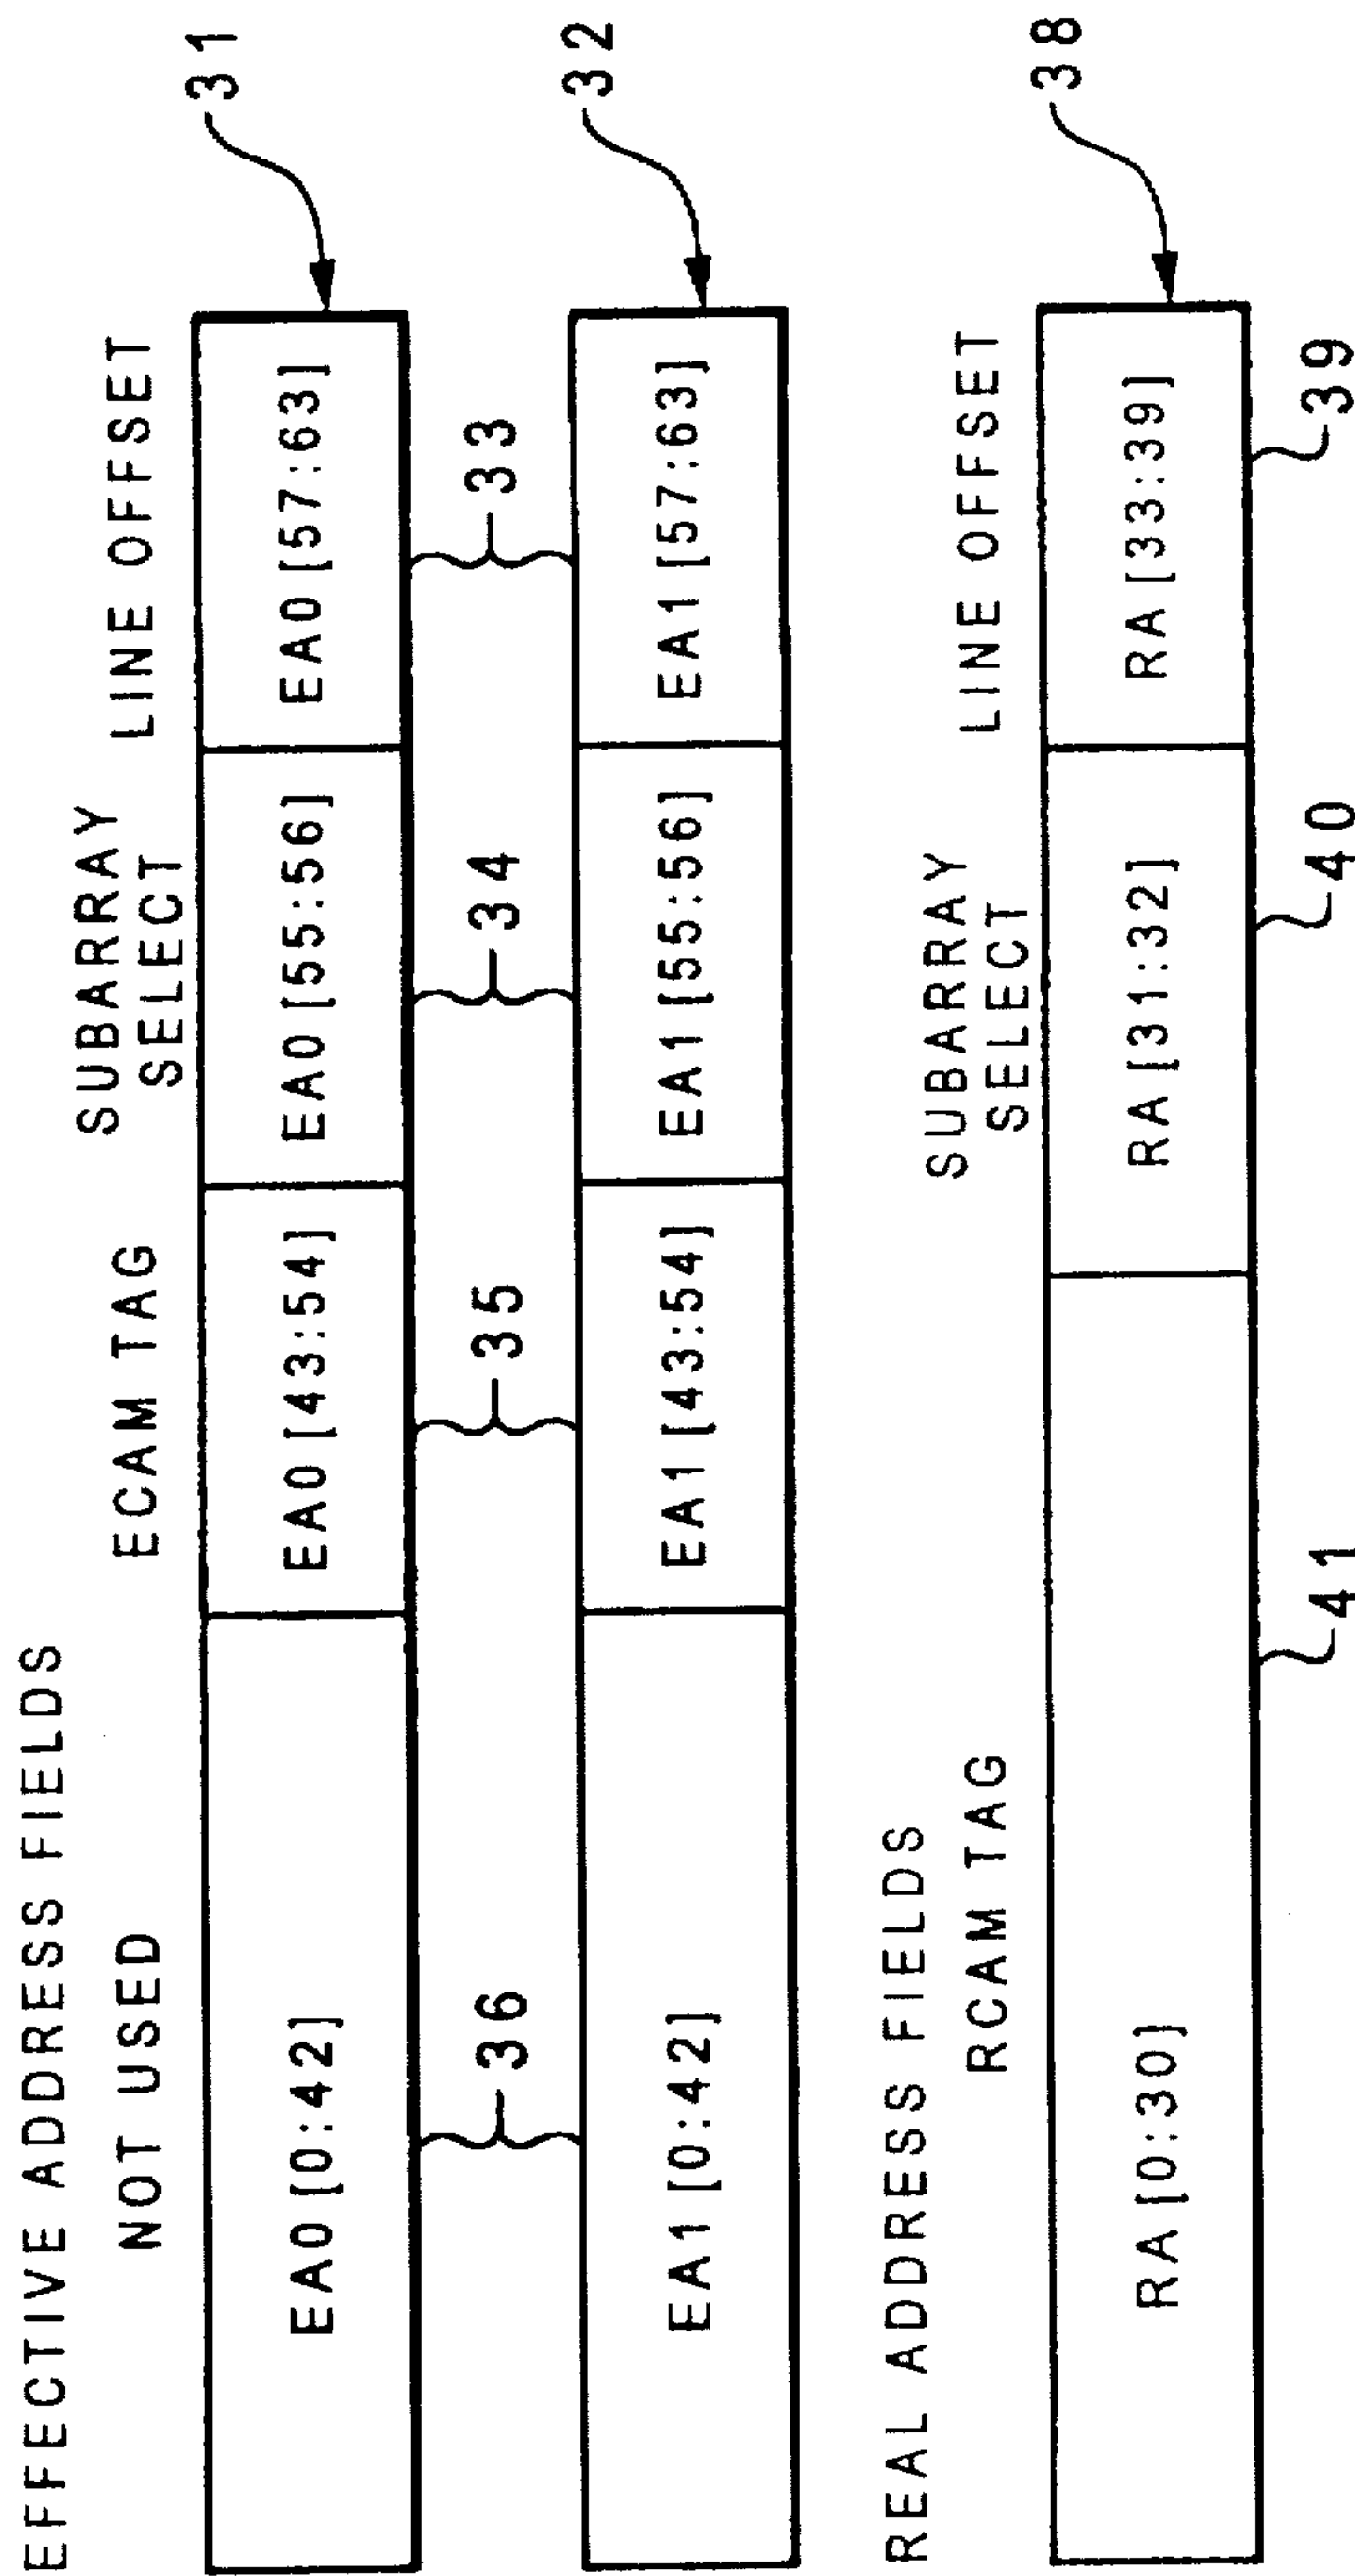 EFFECTIVE ADDRESS FIELDS
NOT USED
ECAM TAG
SUBARRAY
SELECT
LINE OFFSET
EA0 [0:42]
EA0 [43:54]
EA0 [55:56]
EA0 [57:63]
31
36
35
34
33
EA1 [0:42]
EA1 [43:54]
EA1 [55:56]
EA1 [57:63]
32
REAL ADDRESS FIELDS
RCAM TAG
SUBARRAY
SELECT
LINE OFFSET
RA [0:30]
RA [31:32]
RA [33:39]
38
41
40
39